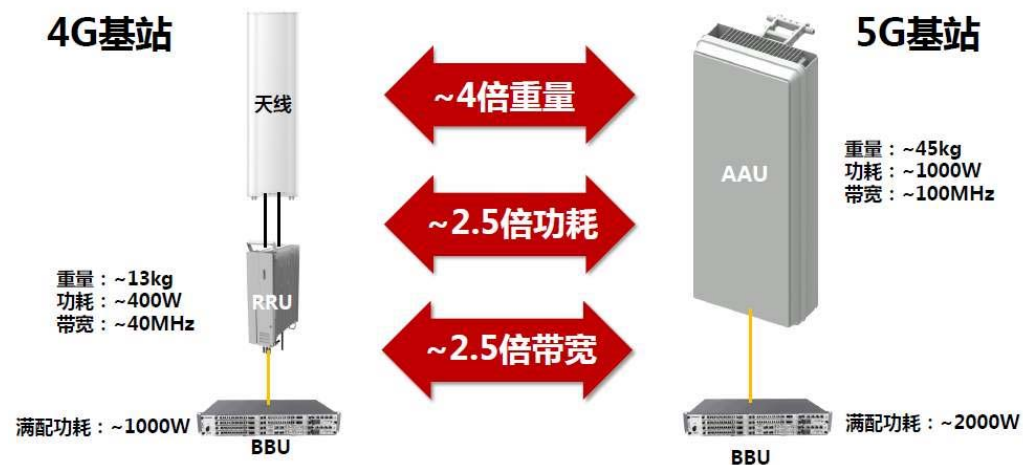 4G基站
5G基站
天线
~4倍重量
AAU
重量：~45kg
功耗：~1000W
带宽：~100MHz
~2.5倍功耗
重量：~13kg
功耗：~400W
带宽：~40MHz
RRU
~2.5倍带宽
满配功耗：~1000W
BBU
满配功耗：~2000W
BBU